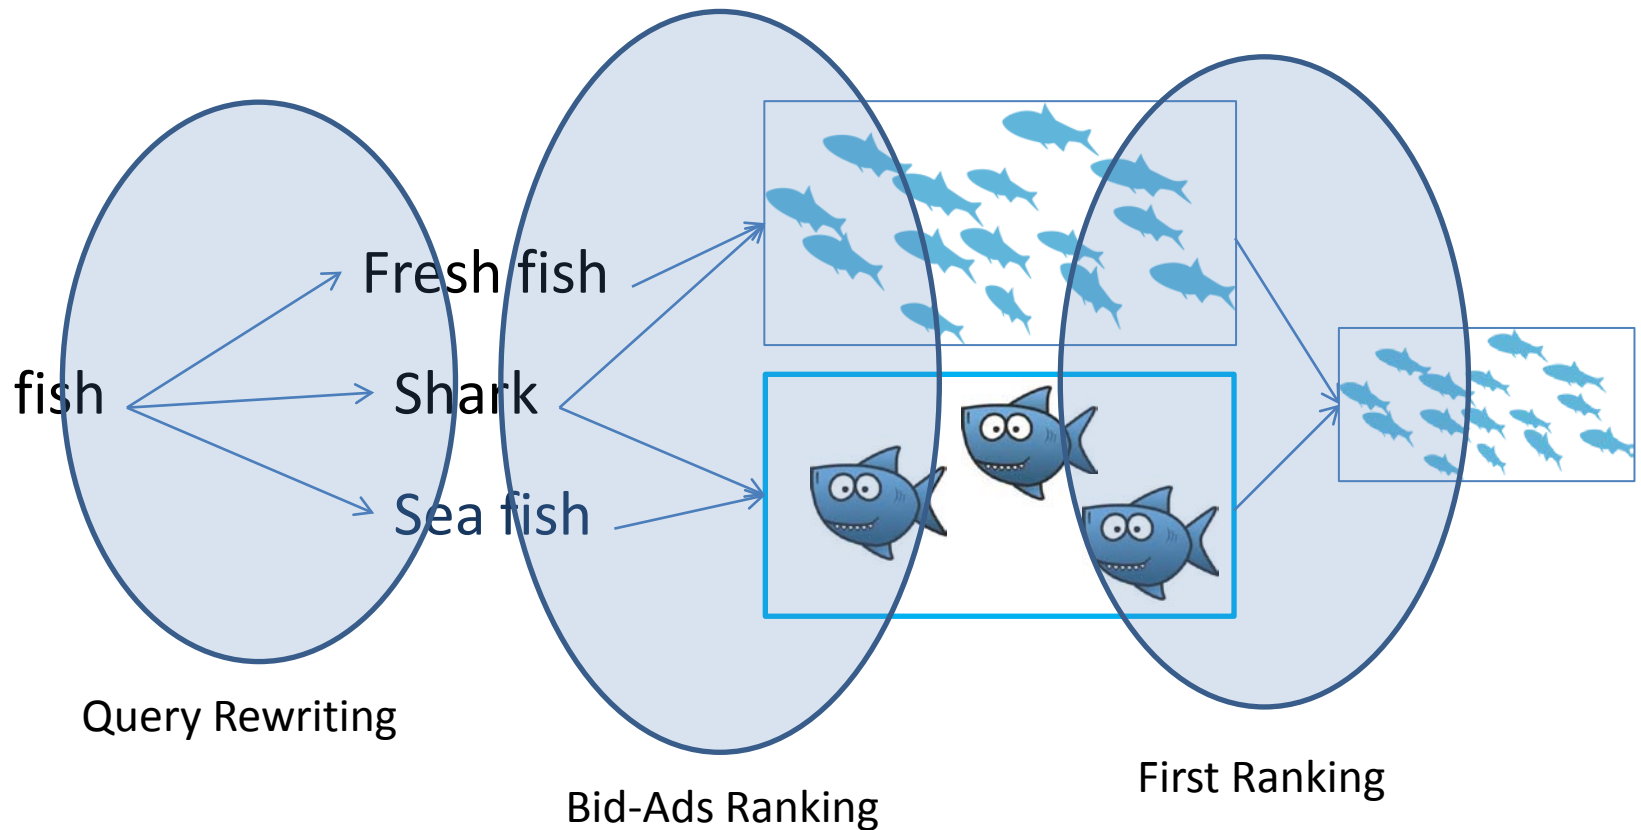 fish
Fresh fish
Shark
Sea fish
Query Rewriting
Bid-Ads Ranking
First Ranking